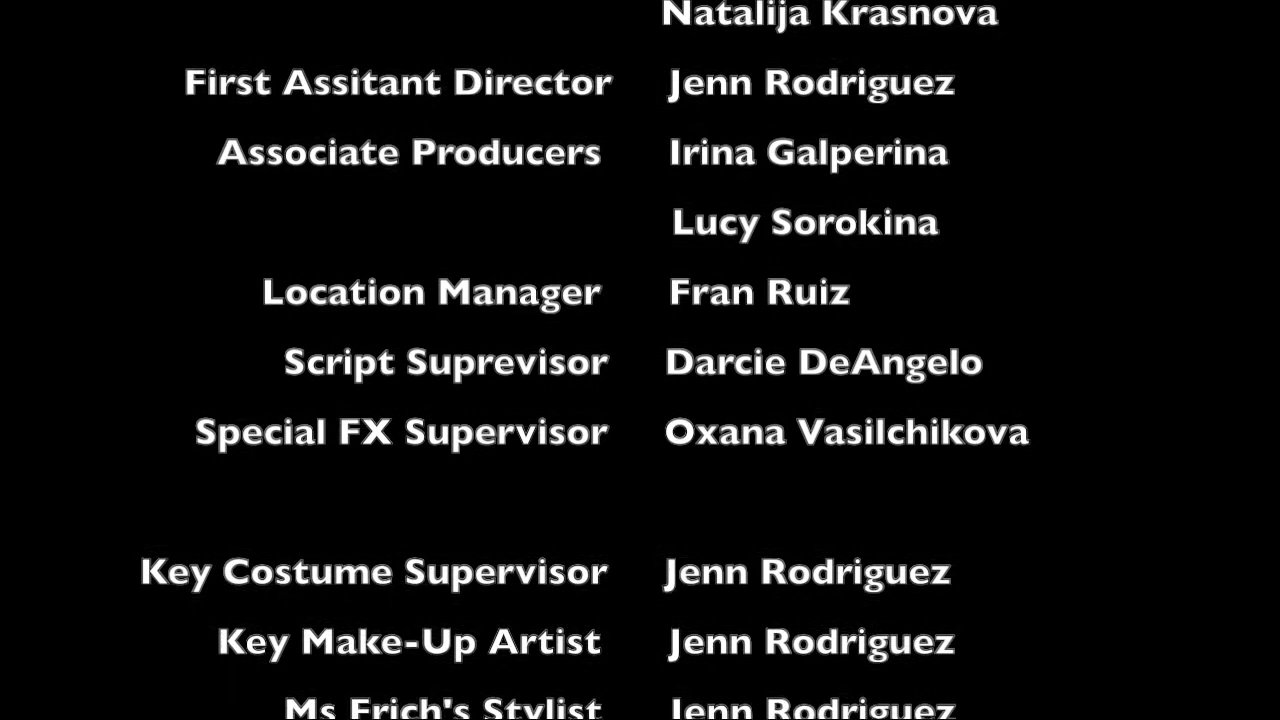 Natalija Krasnova
First Assitant Director Jenn Rodriguez
Associate Producers Irina Galperina
Lucy Sorokina
Location Manager Fran Ruiz
Script Suprevisor Darcie DeAngelo
Special FX Supervisor Oxana Vasilchikova
Key Costume Supervisor Jenn Rodriguez
Key Make-Up Artist Jenn Rodriguez
Ms Frich's Stylist Jenn Rodriguez